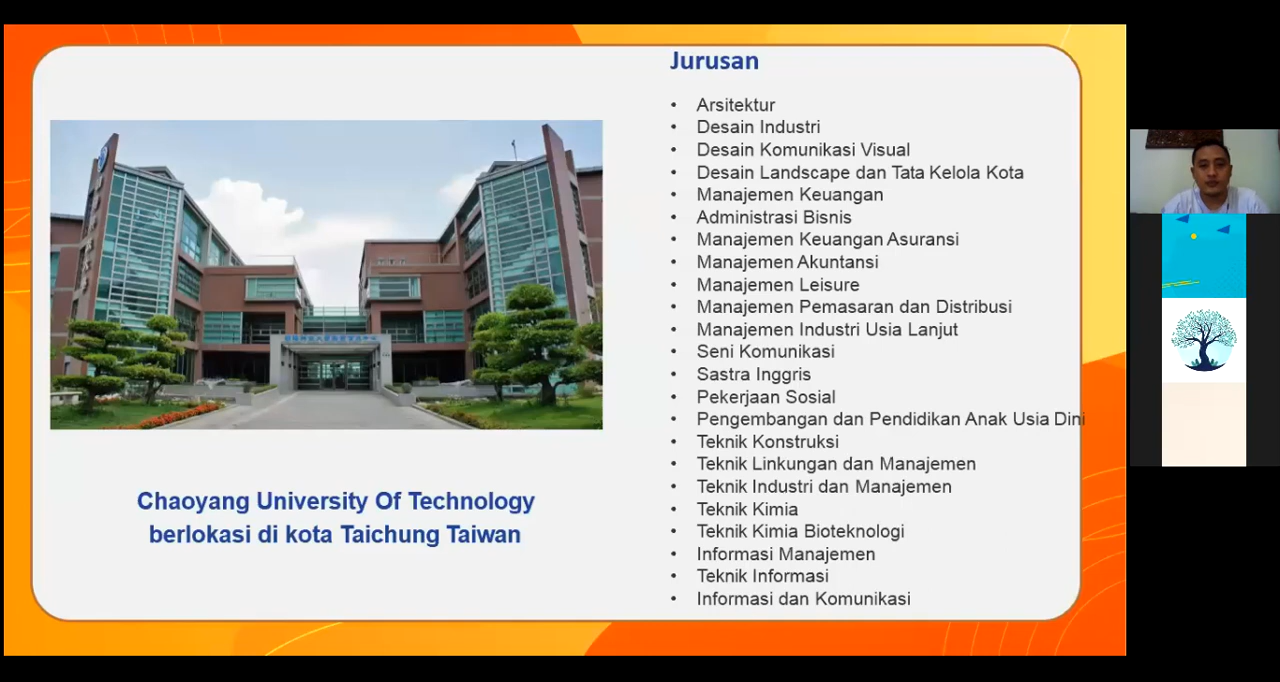 Jurusan
• Arsitektur
• Desain Industri
• Desain Komunikasi Visual
• Desain Landscape dan Tata Kelola Kota
• Manajemen Keuangan
• Administrasi Bisnis
• Manajemen Keuangan Asuransi
• Manajemen Akuntansi
• Manajemen Leisure
• Manajemen Pemasaran dan Distribusi
• Manajemen Industri Usia Lanjut
• Seni Komunikasi
• Sastra Inggris
• Pekerjaan Sosial
• Pengembangan dan Pendidikan Anak Usia Dini
• Teknik Konstruksi
• Teknik Linkungan dan Manajemen
• Teknik Industri dan Manajemen
• Teknik Kimia
• Teknik Kimia Bioteknologi
• Informasi Manajemen
• Teknik Informasi
• Informasi dan Komunikasi
Chaoyang University Of Technology
berlokasi di kota Taichung Taiwan